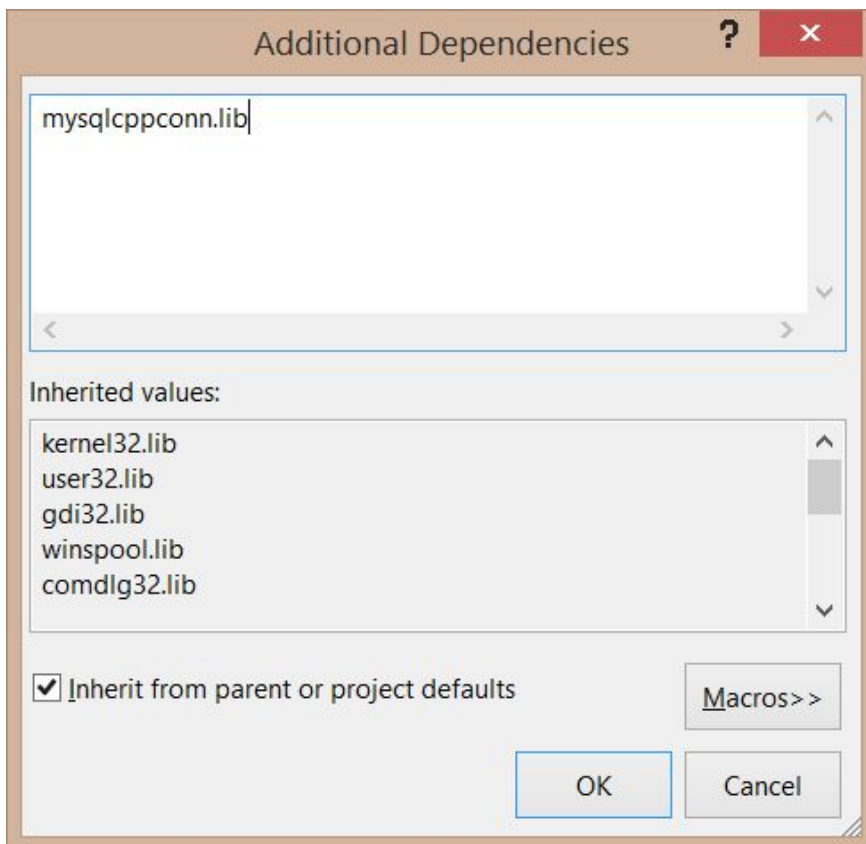 Additional Dependencies
?
mysqlcppconn.lib
Inherited values:
kernel32.lib
user32.lib
gdi32.lib
winspool.lib
comdlg32.lib
Inherit from parent or project defaults
Macros>>
OK
Cancel